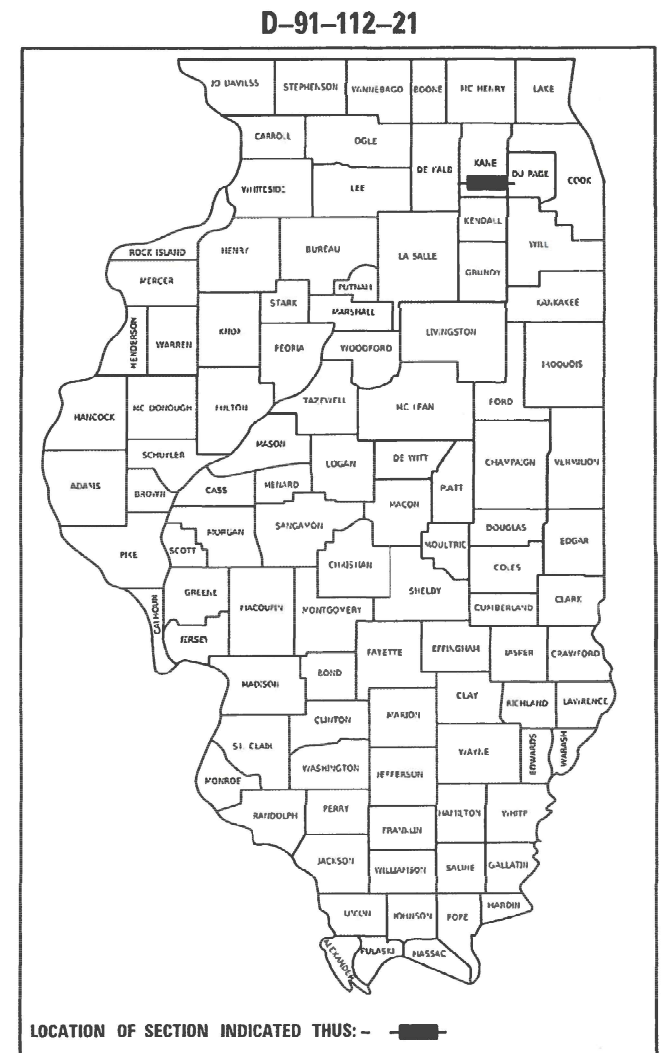 D–91–112–21
JO DAVIESS STEPHENSON WINNEBAGO BOONE MC HENRY LAKE
CARROLL OGLE
DE KALB KANE DU PAGE COOK
WHITESIDE LEE
KENDALL
ROCK ISLAND HENRY BUREAU LA SALLE WILL
MERCER PUTNAM GRUNDY
STARK MARSHALL KANKAKEE
HENDERSON WARREN KNOX PEORIA WOODFORD LIVINGSTON
IROQUOIS
HANCOCK MC DONOUGH FULTON TAZEWELL MC LEAN FORD
MASON
SCHUYLER LOGAN DE WITT CHAMPAIGN VERMILION
ADAMS BROWN CASS MENARD PIATT
MACON
MORGAN SANGAMON DOUGLAS
PIKE SCOTT MOULTRIE EDGAR
CHRISTIAN COLES
CALHOUN GREENE MACOUPIN MONTGOMERY SHELBY CUMBERLAND CLARK
JERSEY
FAYETTE EFFINGHAM JASPER CRAWFORD
MADISON BOND
CLAY RICHLAND LAWRENCE
CLINTON MARION
ST. CLAIR WAYNE EDWARDS WABASH
MONROE WASHINGTON JEFFERSON
RANDOLPH PERRY HAMILTON WHITE
FRANKLIN
JACKSON WILLIAMSON SALINE GALLATIN
UNION JOHNSON POPE HARDIN
ALEXANDER PULASKI MASSAC
LOCATION OF SECTION INDICATED THUS: –